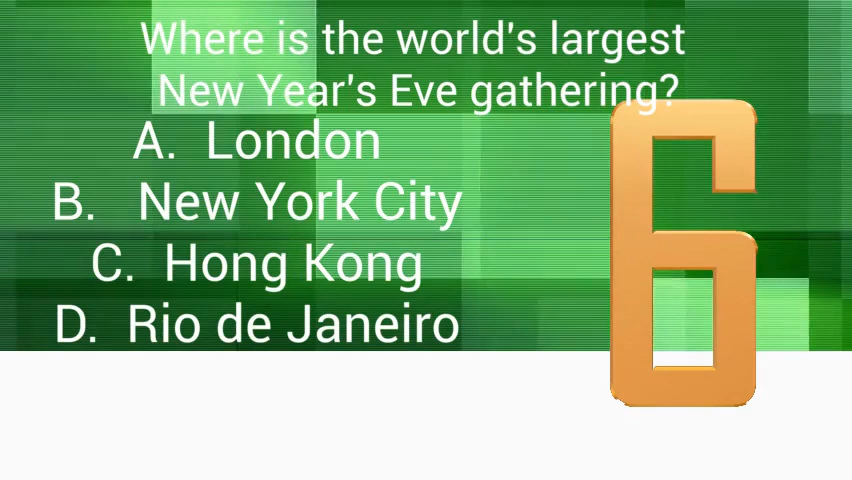 Where is the world's largest
New Year's Eve gathering?
A. London
B. New York City
C. Hong Kong
D. Rio de Janeiro
6